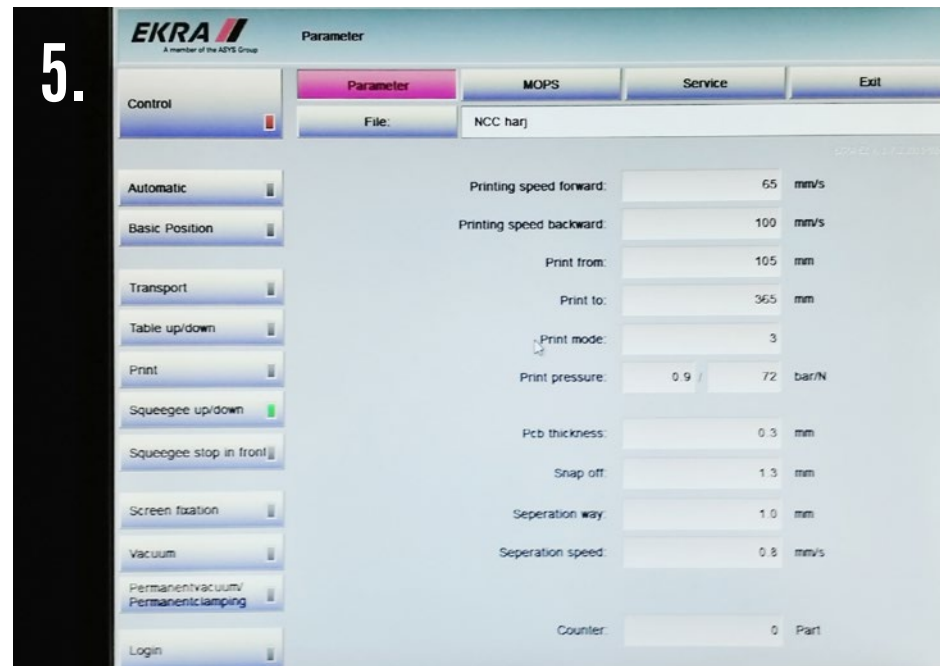 5.
EKRA
A member of the ASYS Group
Parameter
Control
Parameter MOPS Service Exit
File: NCC harj
Automatic
Printing speed forward: 65 mm/s
Basic Position
Printing speed backward: 100 mm/s
Print from: 105 mm
Transport
Print to: 365 mm
Table up/down
Print mode: 3
Print
Print pressure: 0.9 / 72 bar/N
Squeegee up/down
Pcb thickness: 0.3 mm
Squeegee stop in front
Snap off: 1.3 mm
Screen fixation
Seperation way: 1.0 mm
Vacuum
Seperation speed: 0.8 mm/s
Permanentvacuum/
Permanentclamping
Counter: 0 Part
Login